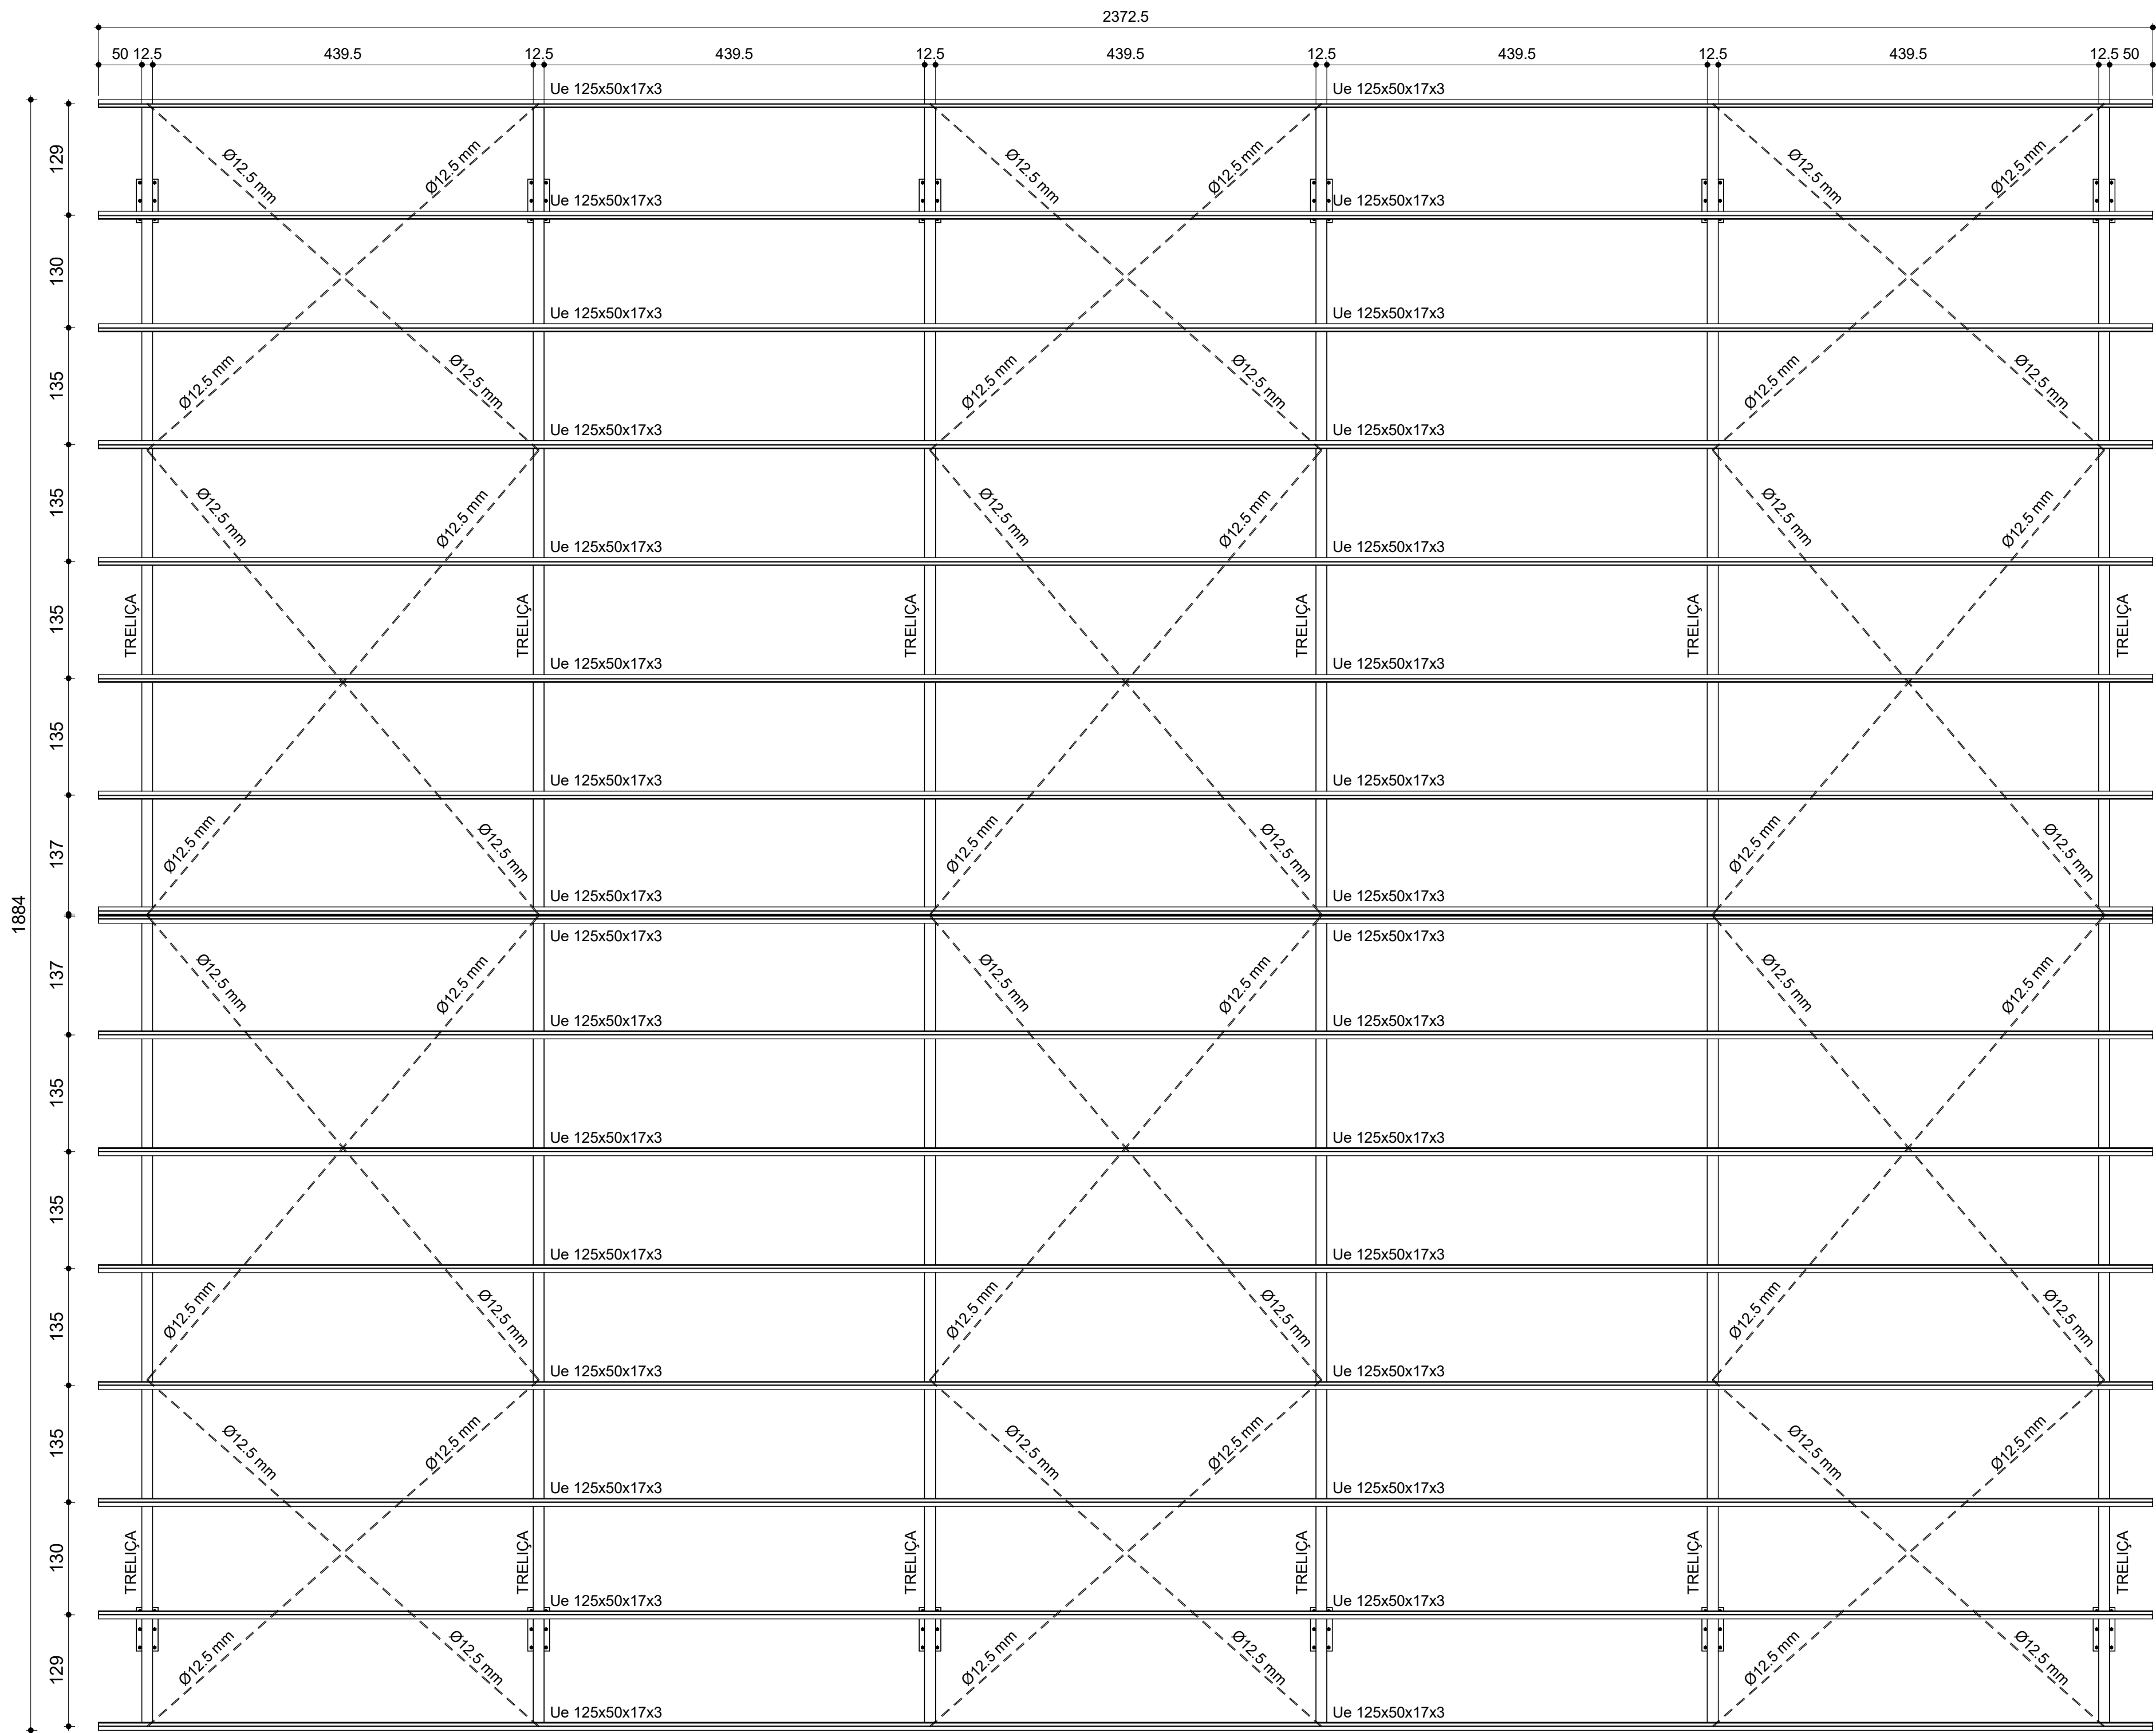 2372.5
50 12.5 439.5 12.5 439.5 12.5 439.5 12.5 439.5 12.5 439.5 12.5 50
Ue 125x50x17x3 Ue 125x50x17x3
129
Ø12.5 mm Ø12.5 mm Ø12.5 mm Ø12.5 mm Ø12.5 mm Ø12.5 mm
Ue 125x50x17x3 Ue 125x50x17x3
130
Ue 125x50x17x3 Ue 125x50x17x3
135
Ø12.5 mm Ø12.5 mm Ø12.5 mm Ø12.5 mm Ø12.5 mm Ø12.5 mm
Ue 125x50x17x3 Ue 125x50x17x3
135
Ø12.5 mm Ø12.5 mm Ø12.5 mm Ø12.5 mm Ø12.5 mm Ø12.5 mm
Ue 125x50x17x3 Ue 125x50x17x3
135
TRELIÇA TRELIÇA TRELIÇA TRELIÇA TRELIÇA TRELIÇA
Ue 125x50x17x3 Ue 125x50x17x3
135
Ue 125x50x17x3 Ue 125x50x17x3
137
Ø12.5 mm Ø12.5 mm Ø12.5 mm Ø12.5 mm Ø12.5 mm Ø12.5 mm
Ue 125x50x17x3 Ue 125x50x17x3
1884
Ue 125x50x17x3 Ue 125x50x17x3
137
Ø12.5 mm Ø12.5 mm Ø12.5 mm Ø12.5 mm Ø12.5 mm Ø12.5 mm
Ue 125x50x17x3 Ue 125x50x17x3
135
Ue 125x50x17x3 Ue 125x50x17x3
135
Ue 125x50x17x3 Ue 125x50x17x3
135
Ø12.5 mm Ø12.5 mm Ø12.5 mm Ø12.5 mm Ø12.5 mm Ø12.5 mm
Ue 125x50x17x3 Ue 125x50x17x3
135
Ø12.5 mm Ø12.5 mm Ø12.5 mm Ø12.5 mm Ø12.5 mm Ø12.5 mm
Ue 125x50x17x3 Ue 125x50x17x3
130
TRELIÇA TRELIÇA TRELIÇA TRELIÇA TRELIÇA TRELIÇA
Ue 125x50x17x3 Ue 125x50x17x3
129
Ø12.5 mm Ø12.5 mm Ø12.5 mm Ø12.5 mm Ø12.5 mm Ø12.5 mm
Ue 125x50x17x3 Ue 125x50x17x3